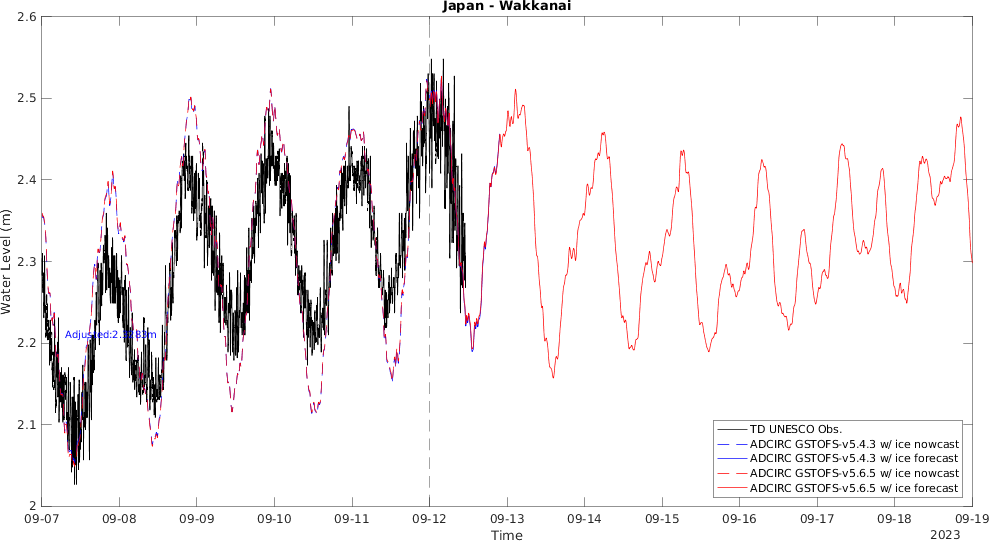 Japan - Wakkanai
2.6
2.5
2.4
2.3
2.2
2.1
2
Water Level (m)
09-07
09-08
09-09
09-10
09-11
09-12
09-13
09-14
09-15
09-16
09-17
09-18
09-19
Time
2023
TD UNESCO Obs.
ADCIRC GSTOFS-v5.4.3 w/ ice nowcast
ADCIRC GSTOFS-v5.4.3 w/ ice forecast
ADCIRC GSTOFS-v5.6.5 w/ ice nowcast
ADCIRC GSTOFS-v5.6.5 w/ ice forecast